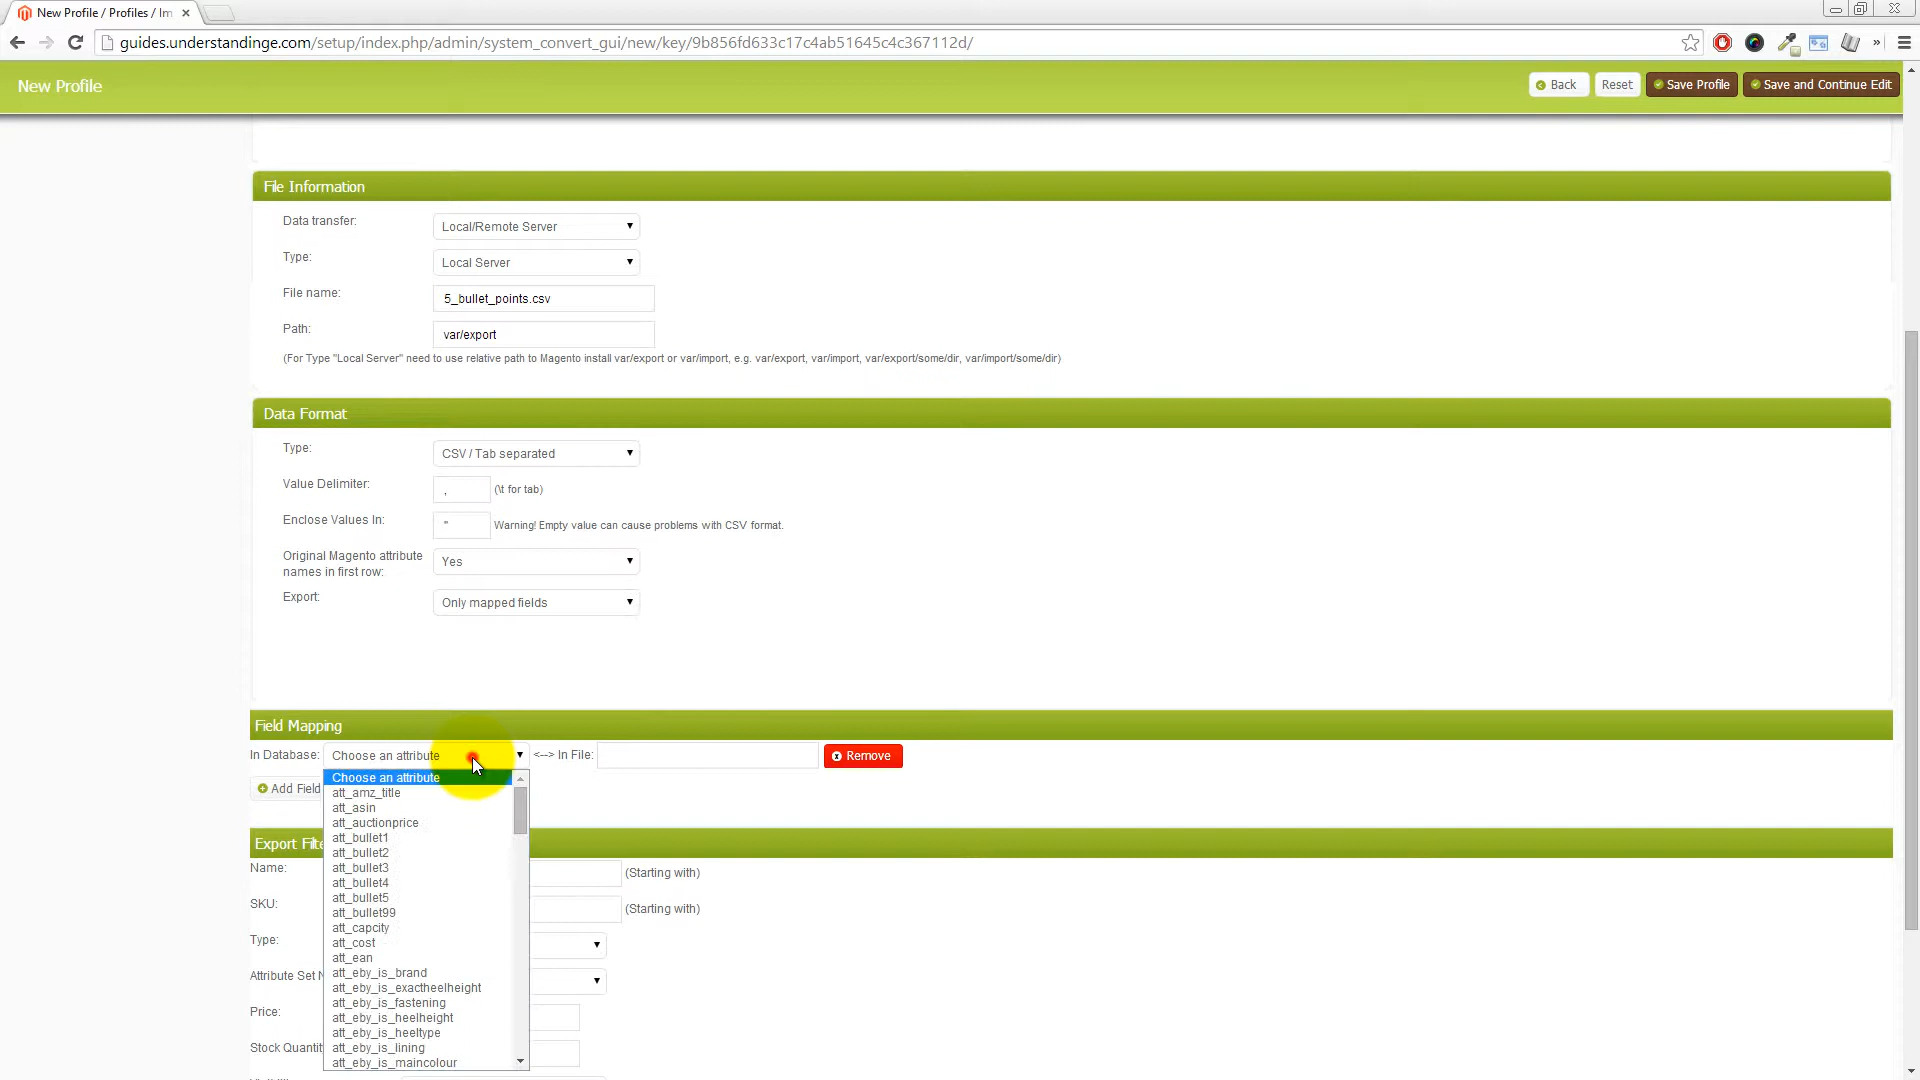 New Profile / Profiles / Im
guides.understandinge.com/setup/index.php/admin/system_convert_gui/new/key/9b856fd633c17c4ab51645c4c367112d/
New Profile
Back
Reset
Save Profile
Save and Continue Edit
File Information
Data transfer:
Local/Remote Server
Type:
Local Server
File name:
5_bullet_points.csv
Path:
var/export
(For Type "Local Server" need to use relative path to Magento install var/export or var/import, e.g. var/export, var/import, var/export/some/dir, var/import/some/dir)
Data Format
Type:
CSV / Tab separated
Value Delimiter:
,
(\t for tab)
Enclose Values In:
"
Warning! Empty value can cause problems with CSV format.
Original Magento attribute
names in first row:
Yes
Export:
Only mapped fields
Field Mapping
In Database:
Choose an attribute
<--> In File:
Remove
Add Field
Choose an attribute
att_amz_title
att_asin
att_auctionprice
att_bullet1
att_bullet2
att_bullet3
att_bullet4
att_bullet5
att_bullet99
att_capcity
att_cost
att_ean
att_eby_is_brand
att_eby_is_exactheelheight
att_eby_is_fastening
att_eby_is_heelheight
att_eby_is_heeltype
att_eby_is_lining
att_eby_is_maincolour
Export Filte
Name:
(Starting with)
SKU:
(Starting with)
Type:
Attribute Set N
Price:
Stock Quantit